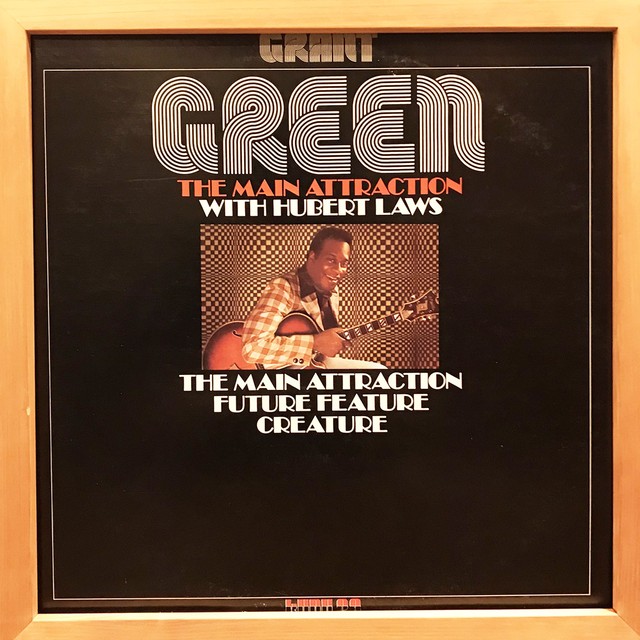 GRANT
GREEN
THE MAIN ATTRACTION
WITH HUBERT LAWS
THE MAIN ATTRACTION
FUTURE FEATURE
CREATURE